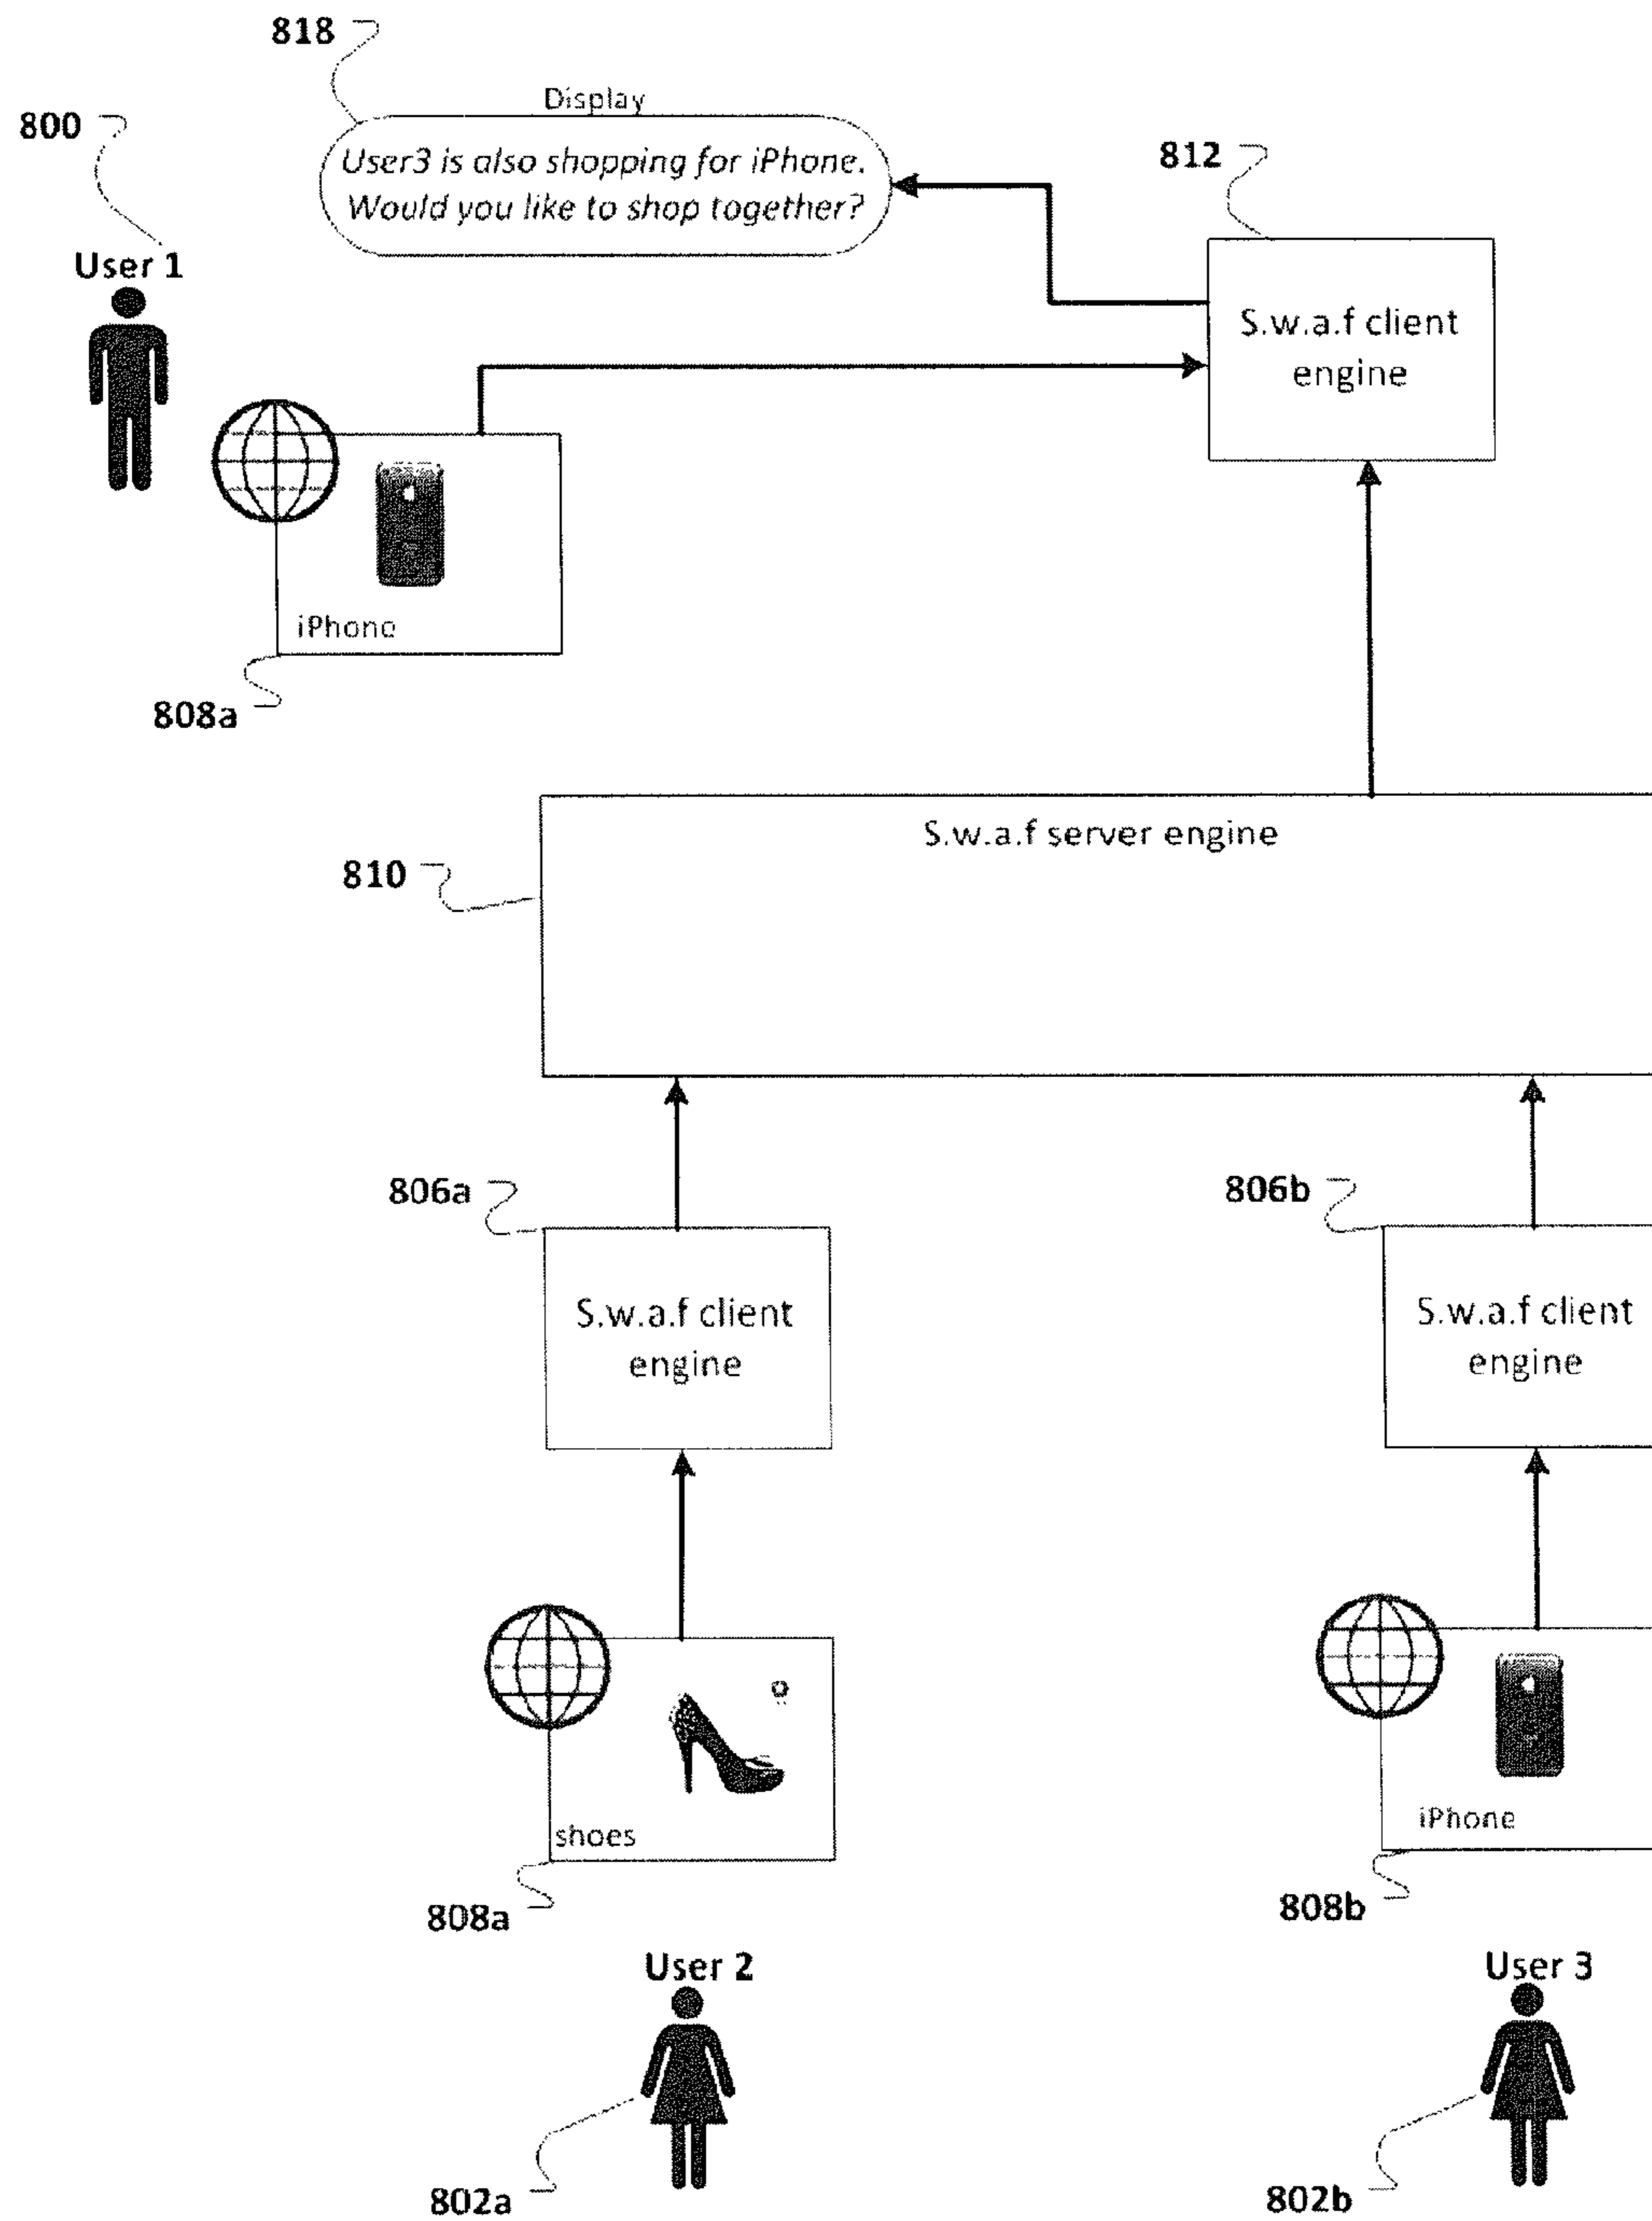 818
Display
800
User3 is also shopping for iPhone.
Would you like to shop together?
812
User 1
S.w.a.f client
engine
iPhone
808a
S.w.a.f server engine
810
806a
806b
S.w.a.f client
engine
S.w.a.f client
engine
shoes
iPhone
808a
808b
User 2
User 3
802a
802b